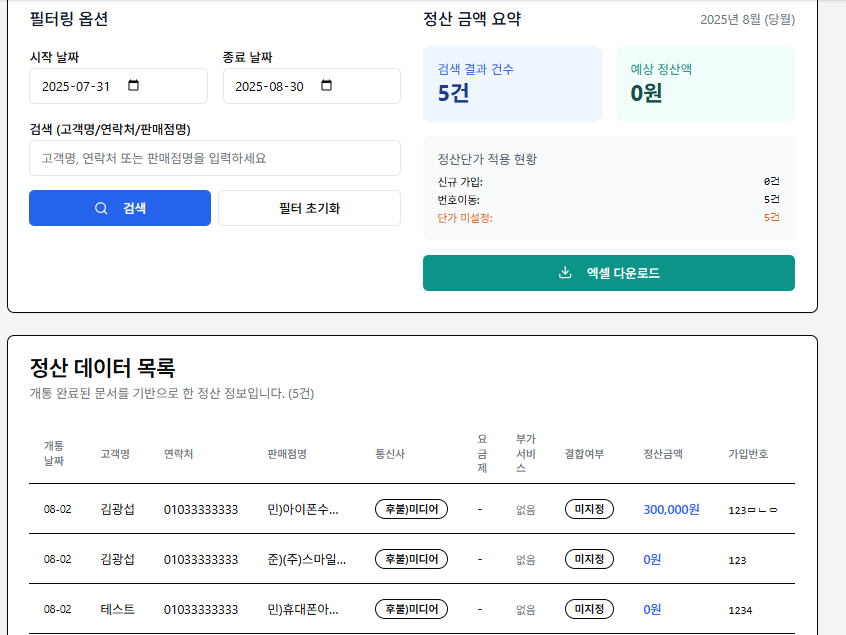 필터링 옵션
시작 날짜
종료 날짜
2025-07-31
2025-08-30
검색 (고객명/연락처/판매점명)
고객명, 연락처 또는 판매점명을 입력하세요
검색
필터 초기화
정산 금액 요약
2025년 8월 (당월)
검색 결과 건수
5건
예상 정산액
0원
정산단가 적용 현황
신규 가입: 0건
번호이동: 5건
단가 미설정: 5건
엑셀 다운로드
정산 데이터 목록
개통 완료된 문서를 기반으로 한 정산 정보입니다. (5건)
개통 날짜 고객명 연락처 판매점명 통신사 요금제 부가서비스 결합여부 정산금액 가입번호
08-02 김광섭 01033333333 민)아이폰수... 후불)미디어 - 없음 미지정 300,000원 123ㅁㄴㅇ
08-02 김광섭 01033333333 준)(주)스마일... 후불)미디어 - 없음 미지정 0원 123
08-02 테스트 01033333333 민)휴대폰아... 후불)미디어 - 없음 미지정 0원 1234